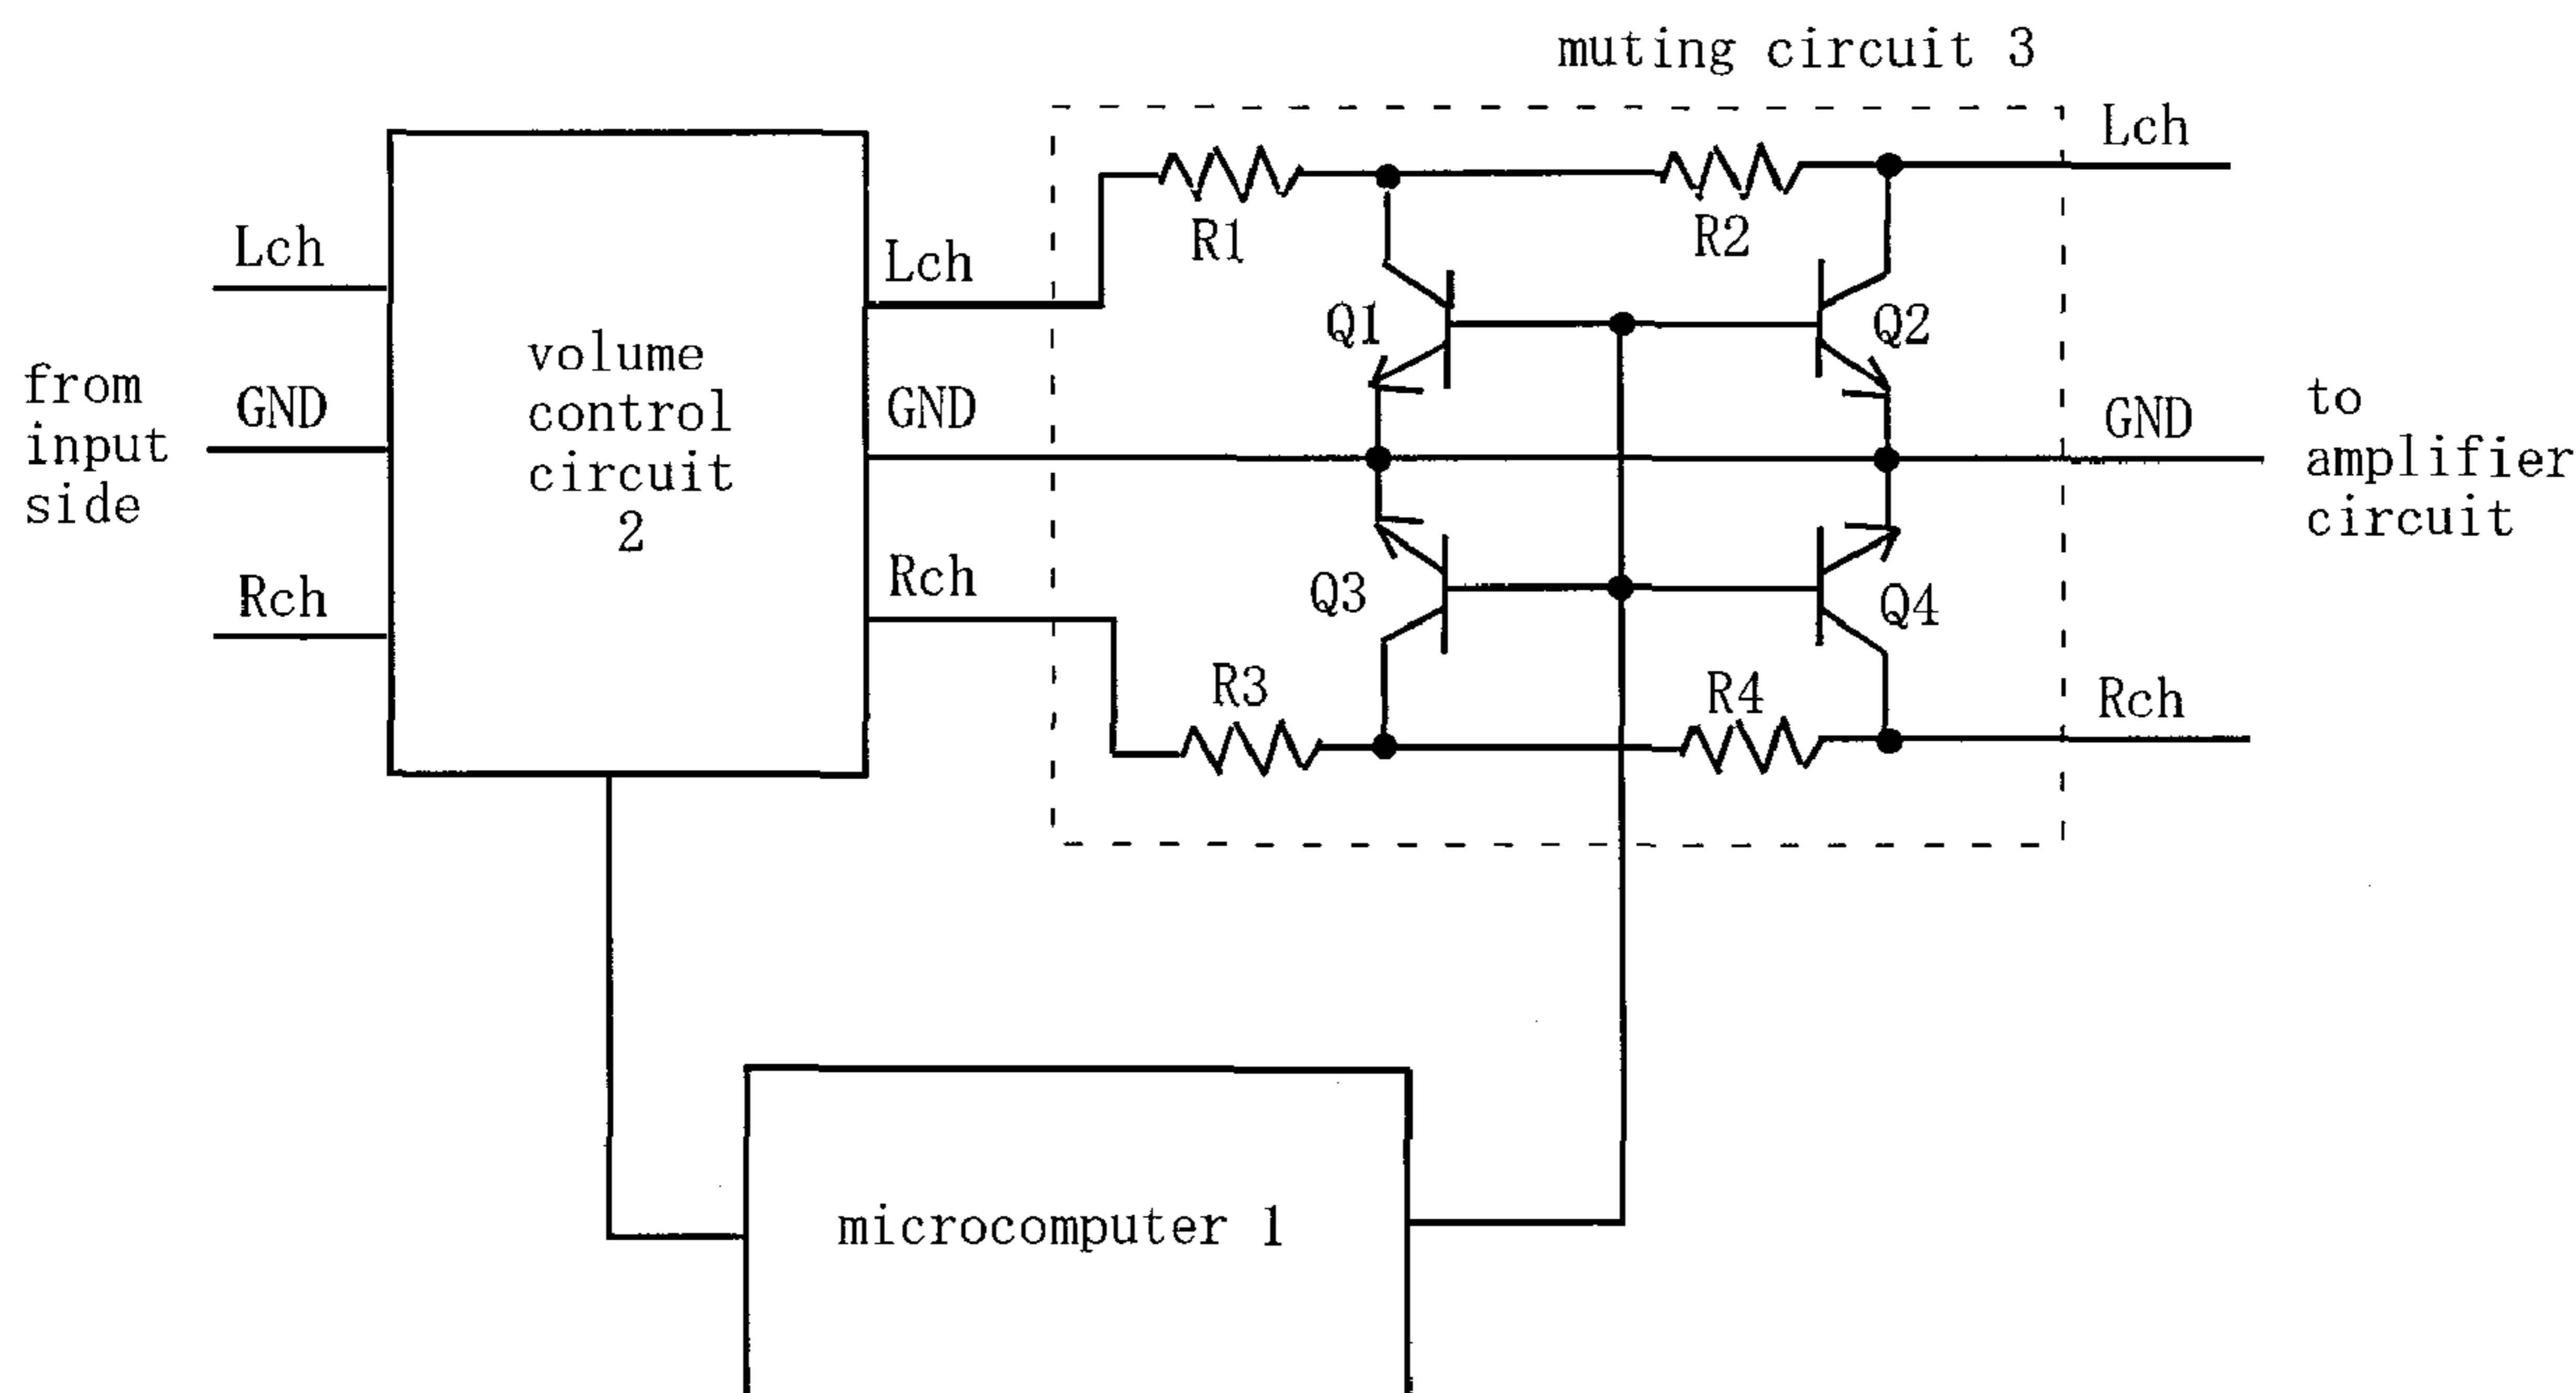 muting circuit 3
Lch
R1
R2
Lch
Lch
Q1
Q2
volume
control
circuit
2
from
input
side
GND
GND
GND
to
amplifier
circuit
Rch
Rch
Q3
Q4
R3
R4
Rch
microcomputer 1